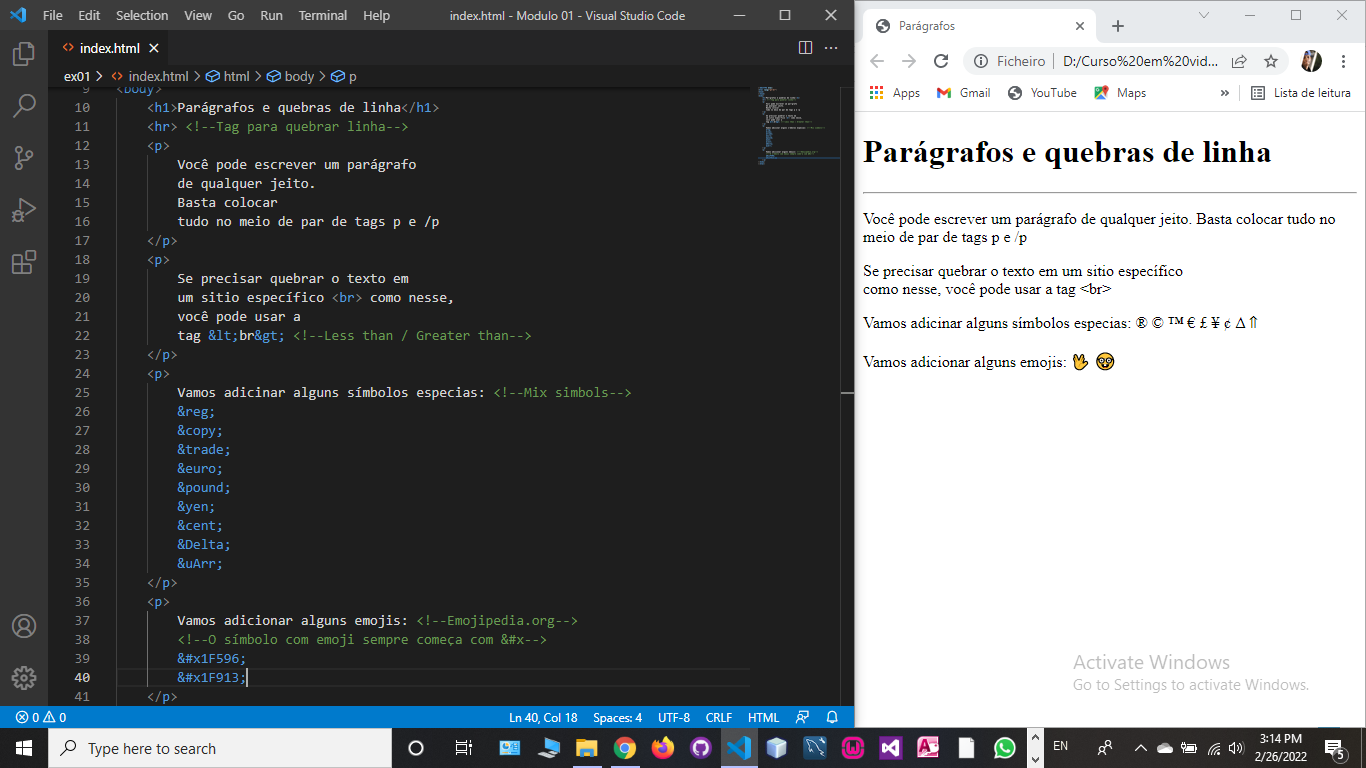 File Edit Selection View Go Run Terminal Help index.html - Modulo 01 - Visual Studio Code
index.html
ex01 > index.html > html > body > p
9 <body>
10 <h1>Parágrafos e quebras de linha</h1>
11 <hr> <!--Tag para quebrar linha-->
12 <p>
13 Você pode escrever um parágrafo
14 de qualquer jeito.
15 Basta colocar
16 tudo no meio de par de tags p e /p
17 </p>
18 <p>
19 Se precisar quebrar o texto em
20 um sitio específico <br> como nesse,
21 você pode usar a
22 tag &lt;br&gt; <!--Less than / Greater than-->
23 </p>
24 <p>
25 Vamos adicinar alguns símbolos especias: <!--Mix simbols-->
26 &reg;
27 &copy;
28 &trade;
29 &euro;
30 &pound;
31 &yen;
32 &cent;
33 &Delta;
34 &uArr;
35 </p>
36 <p>
37 Vamos adicionar alguns emojis: <!--Emojipedia.org-->
38 <!--O símbolo com emoji sempre começa com &#x-->
39 &#x1F596;
40 &#x1F913;
41 </p>
0 0 Ln 40, Col 18 Spaces: 4 UTF-8 CRLF HTML
Parágrafos
Ficheiro | D:/Curso%20em%20vid...
Apps Gmail YouTube Maps » Lista de leitura
Parágrafos e quebras de linha
Você pode escrever um parágrafo de qualquer jeito. Basta colocar tudo no
meio de par de tags p e /p
Se precisar quebrar o texto em um sitio específico
como nesse, você pode usar a tag <br>
Vamos adicinar alguns símbolos especias: ® © ™ € £ ¥ ¢ Δ ⇑
Vamos adicionar alguns emojis: 🖖 🤓
Activate Windows
Go to Settings to activate Windows.
Type here to search
EN
3:14 PM
2/26/2022
5